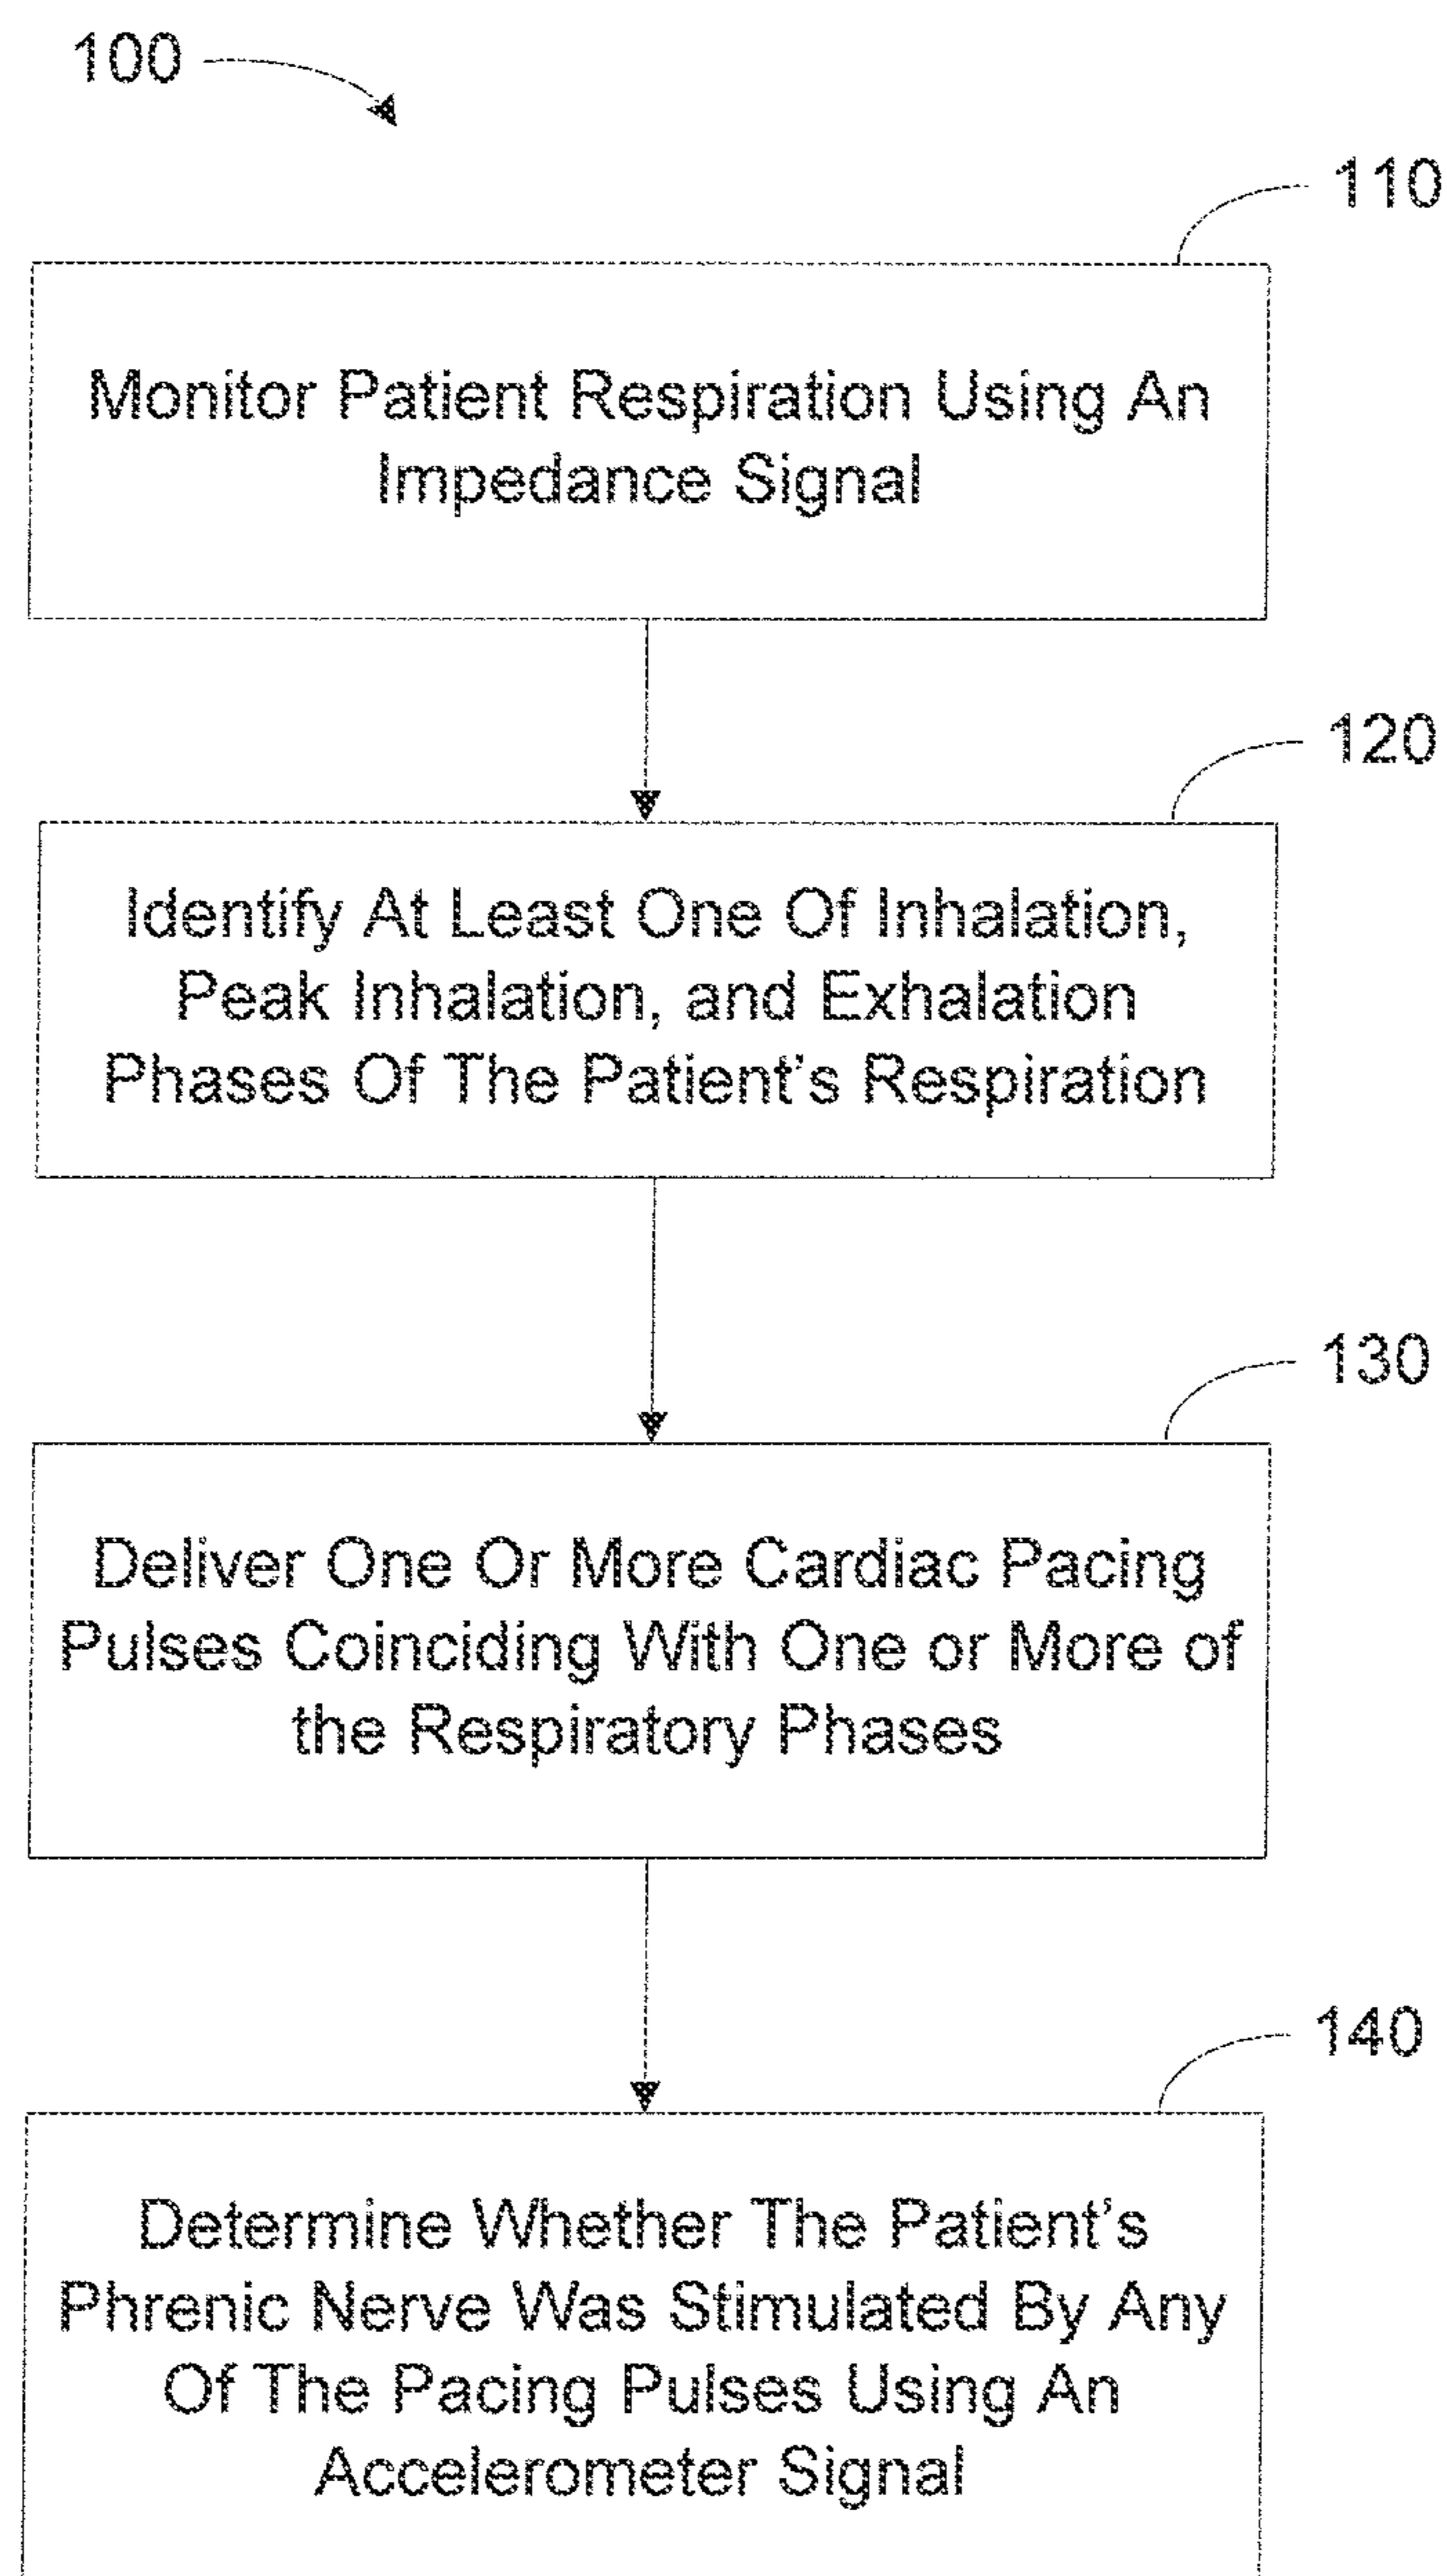 100
110
Monitor Patient Respiration Using An
Impedance Signal
120
Identify At Least One Of Inhalation,
Peak Inhalation, and Exhalation
Phases Of The Patient's Respiration
130
Deliver One Or More Cardiac Pacing
Pulses Coinciding With One or More of
the Respiratory Phases
140
Determine Whether The Patient's
Phrenic Nerve Was Stimulated By Any
Of The Pacing Pulses Using An
Accelerometer Signal